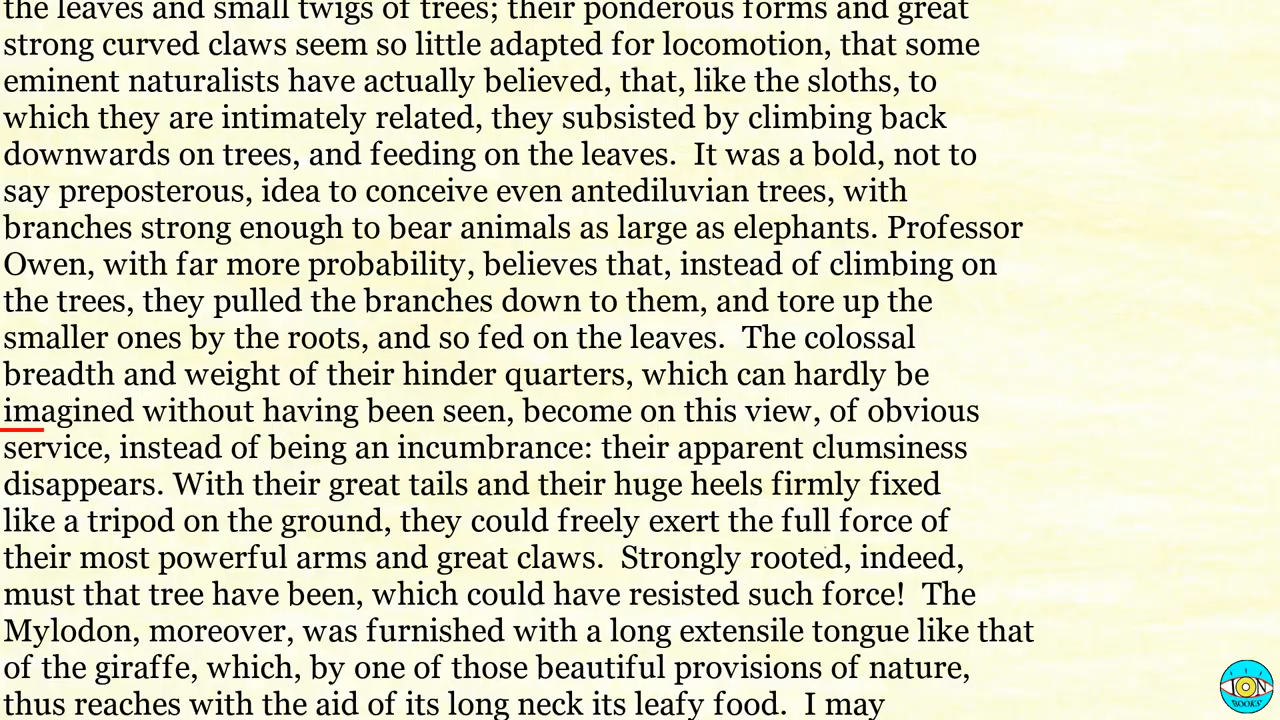 the leaves and small twigs of trees; their ponderous forms and great
strong curved claws seem so little adapted for locomotion, that some
eminent naturalists have actually believed, that, like the sloths, to
which they are intimately related, they subsisted by climbing back
downwards on trees, and feeding on the leaves.  It was a bold, not to
say preposterous, idea to conceive even antediluvian trees, with
branches strong enough to bear animals as large as elephants. Professor
Owen, with far more probability, believes that, instead of climbing on
the trees, they pulled the branches down to them, and tore up the
smaller ones by the roots, and so fed on the leaves.  The colossal
breadth and weight of their hinder quarters, which can hardly be
imagined without having been seen, become on this view, of obvious
service, instead of being an incumbrance: their apparent clumsiness
disappears. With their great tails and their huge heels firmly fixed
like a tripod on the ground, they could freely exert the full force of
their most powerful arms and great claws.  Strongly rooted, indeed,
must that tree have been, which could have resisted such force!  The
Mylodon, moreover, was furnished with a long extensile tongue like that
of the giraffe, which, by one of those beautiful provisions of nature,
thus reaches with the aid of its long neck its leafy food.  I may
ION
BOOKS